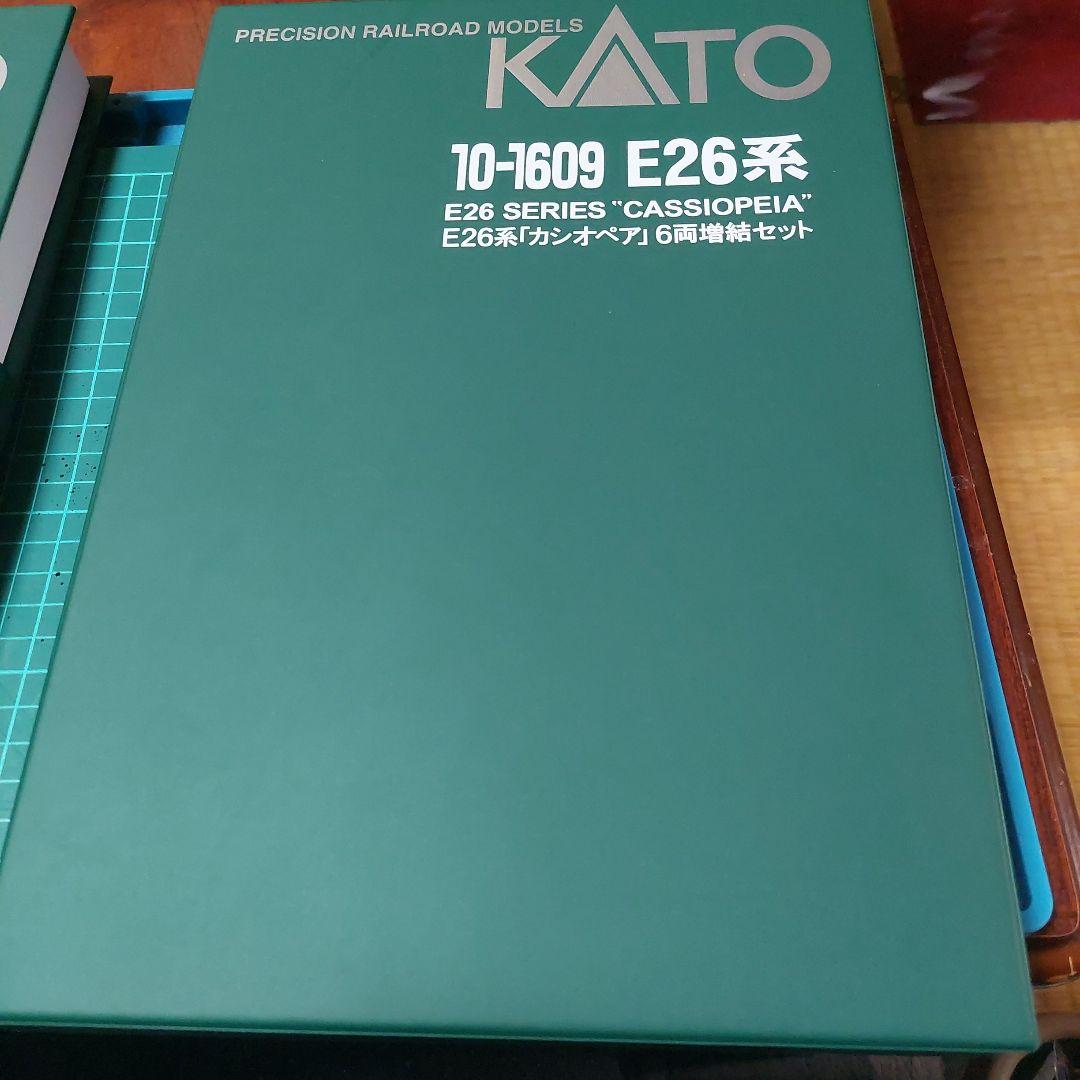 PRECISION RAILROAD MODELS
KATO
10-1609 E26系
E26 SERIES "CASSIOPEIA"
E26系「カシオペア」6両増結セット